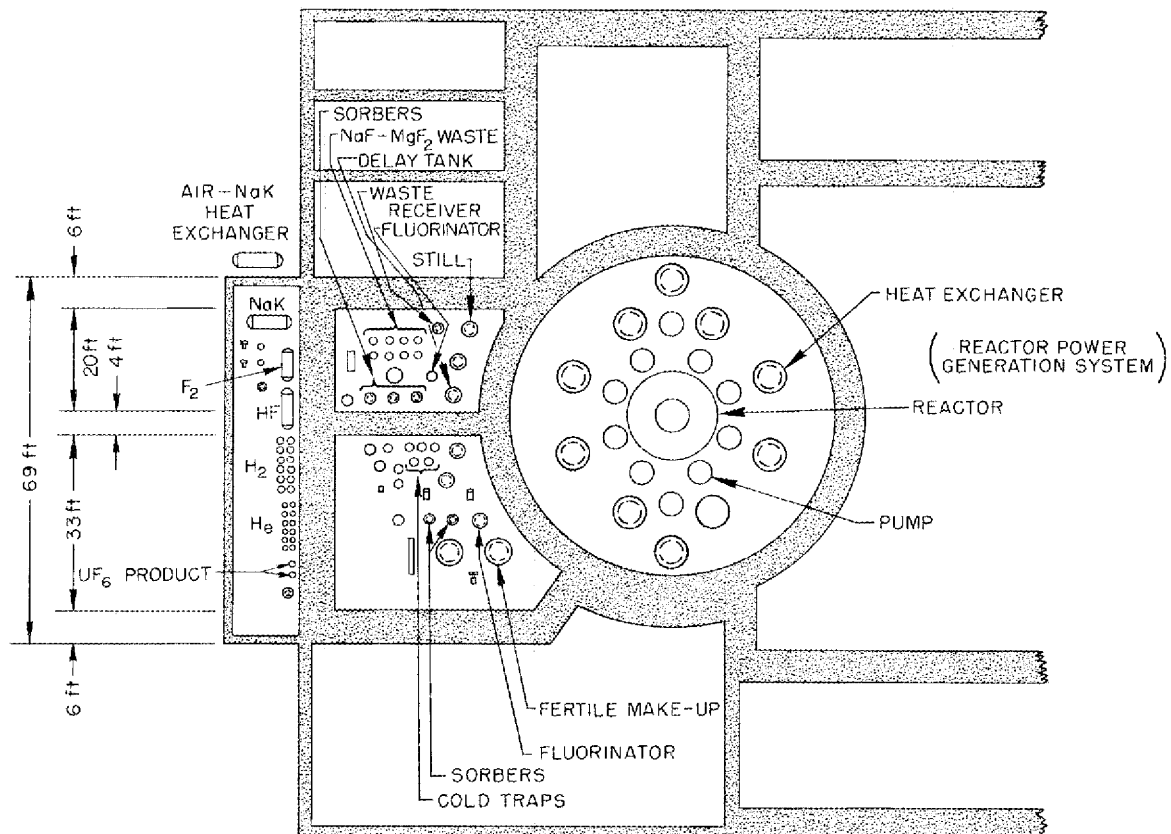 SORBERS
NaF-MgF2 WASTE
DELAY TANK
AIR-NaK
HEAT
EXCHANGER
WASTE
RECEIVER
FLUORINATOR
STILL
6 ft
NaK
HEAT EXCHANGER
(REACTOR POWER
GENERATION SYSTEM)
20 ft
4 ft
F2
HF
REACTOR
69 ft
H2
33 ft
He
PUMP
UF6 PRODUCT
6 ft
FERTILE MAKE-UP
FLUORINATOR
SORBERS
COLD TRAPS